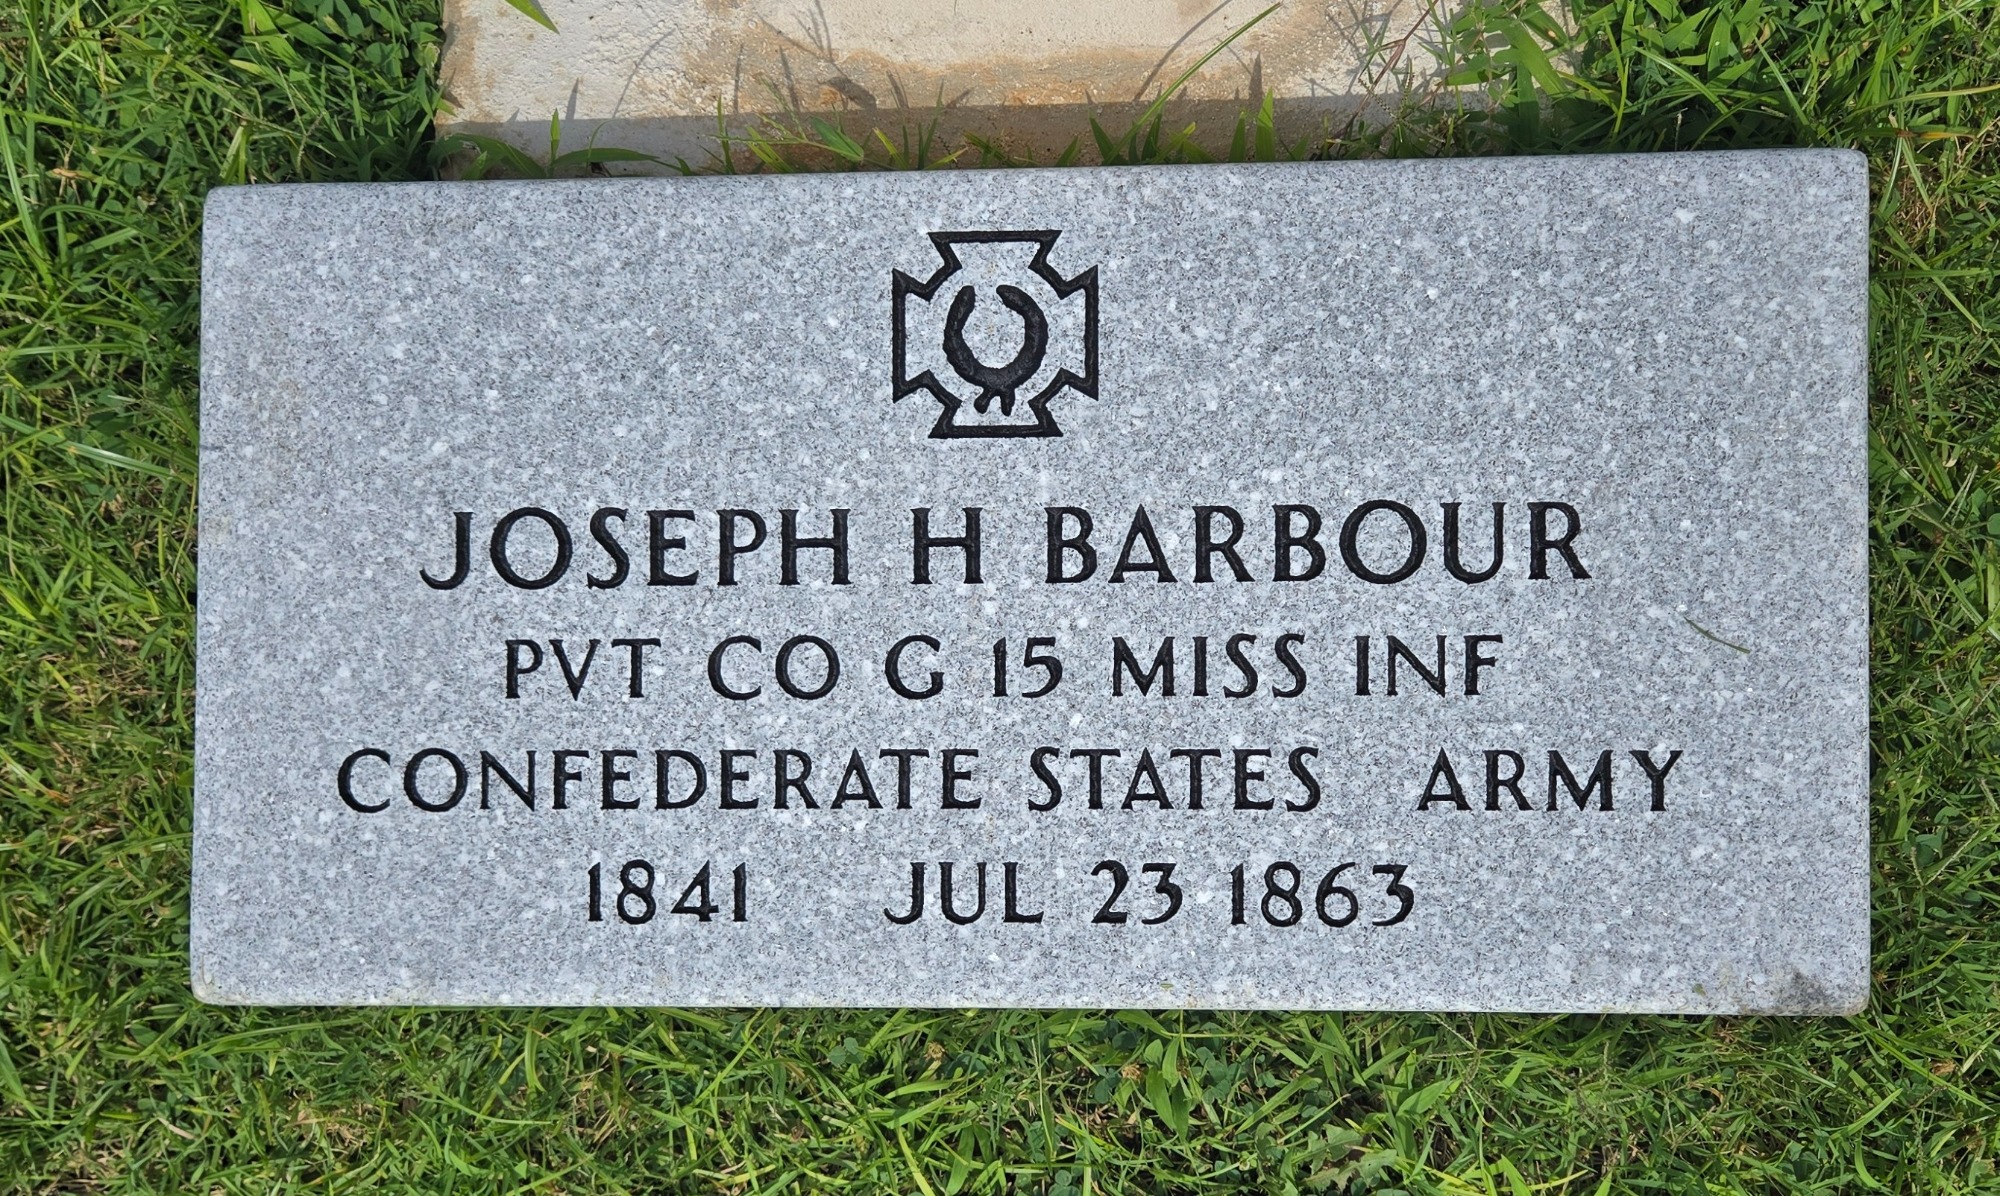 JOSEPH H BARBOUR
PVT CO G 15 MISS INF
CONFEDERATE STATES ARMY
1841 JUL 23 1863